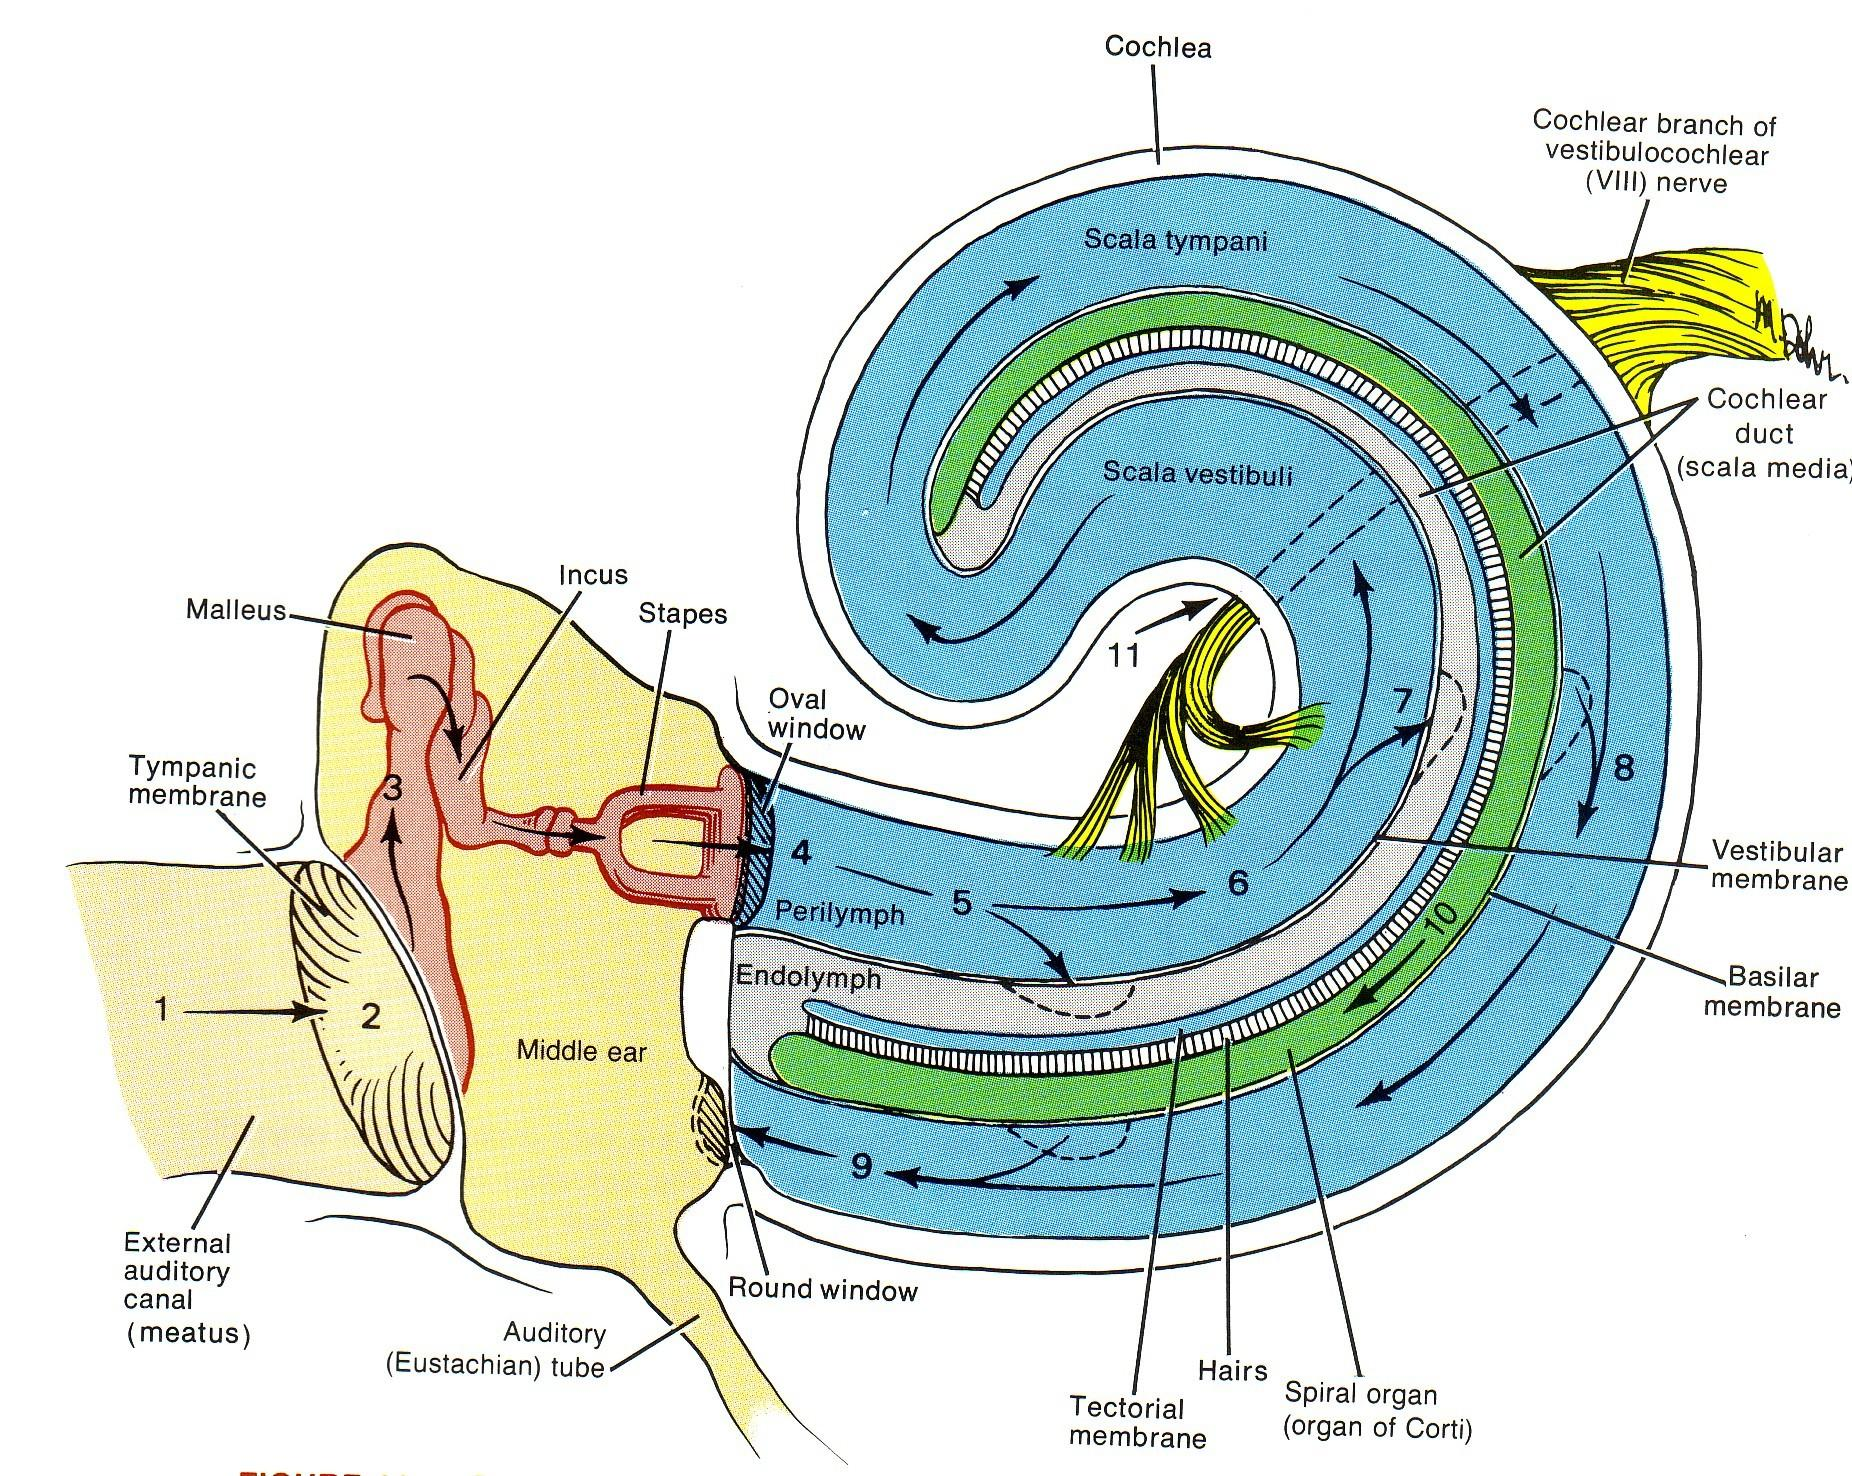 Cochlea
Cochlear branch of
vestibulocochlear
(VIII) nerve
Scala tympani
Cochlear
duct
(scala media)
Scala vestibuli
Incus
Malleus
Stapes
11
Oval
window
7
8
Tympanic
membrane
3
4
Vestibular
membrane
5
6
Perilymph
10
Endolymph
Basilar
membrane
1
2
Middle ear
9
External
auditory
canal
(meatus)
Round window
Auditory
(Eustachian) tube
Hairs
Spiral organ
(organ of Corti)
Tectorial
membrane